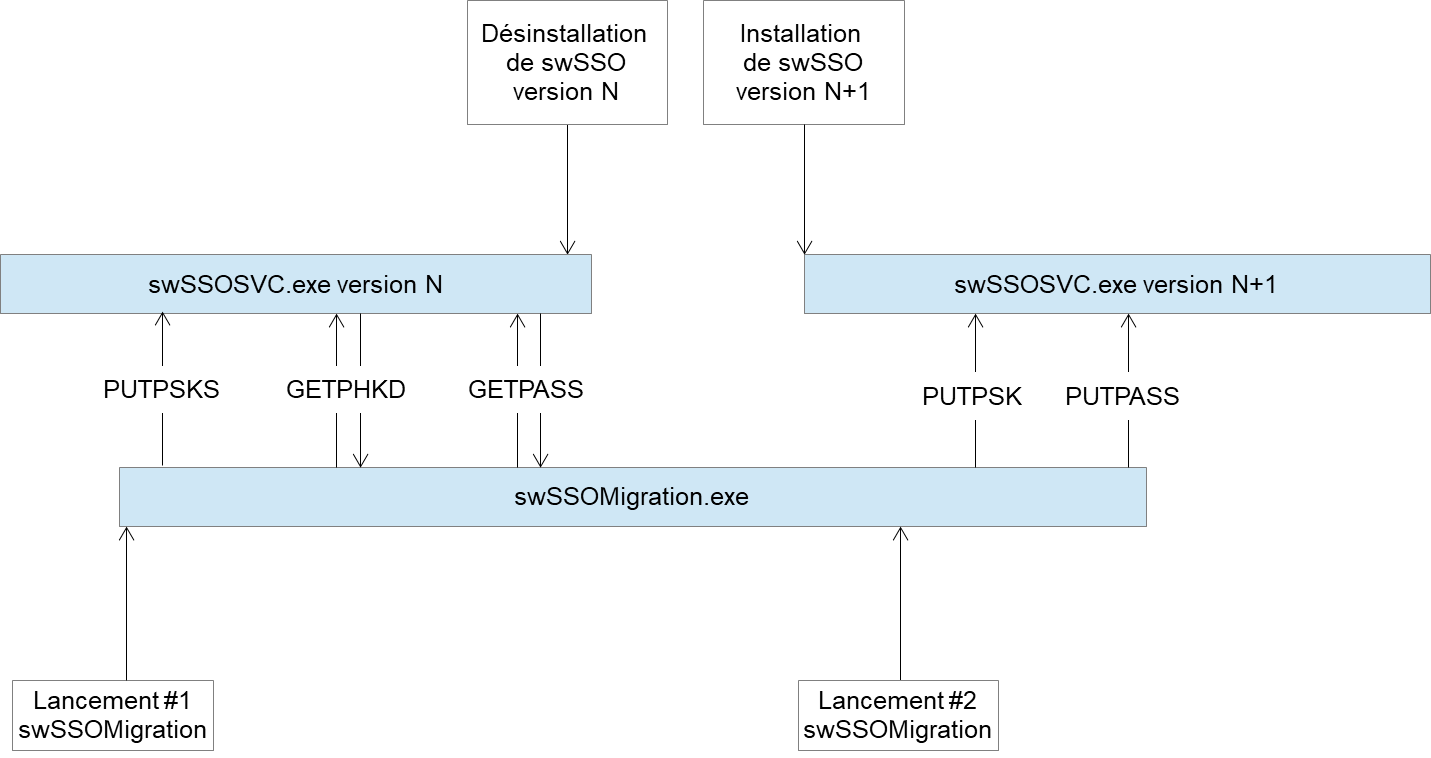 Désinstallation
de swSSO
version N
Installation
de swSSO
version N+1
swSSOSVC.exe version N
swSSOSVC.exe version N+1
PUTPSKS
GETPHKD
GETPASS
PUTPSK
PUTPASS
swSSOMigration.exe
Lancement #1
swSSOMigration
Lancement #2
swSSOMigration